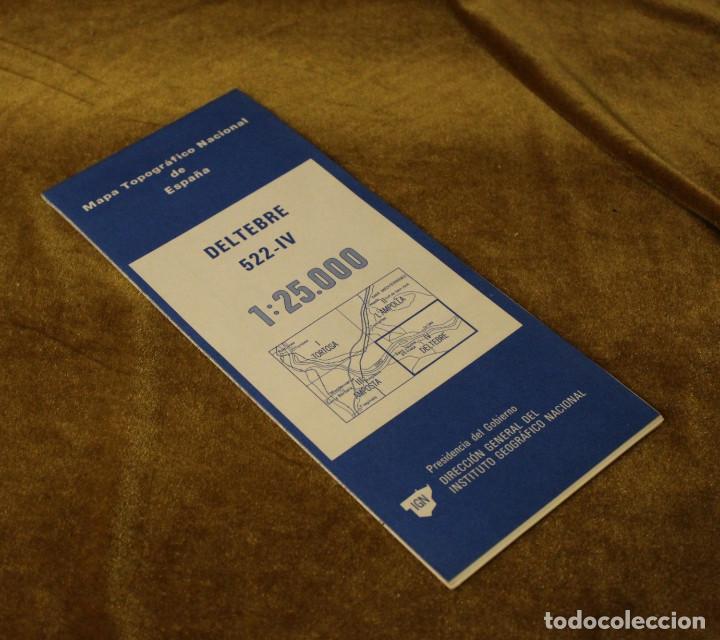 Mapa Topográfico Nacional
de
España
DELTEBRE
522-IV
1:25.000
II
L'AMPOLLA
I
TORTOSA
IV
DELTEBRE
III
AMPOSTA
Presidencia del Gobierno
DIRECCIÓN GENERAL DEL
INSTITUTO GEOGRÁFICO NACIONAL
IGN
todocoleccion